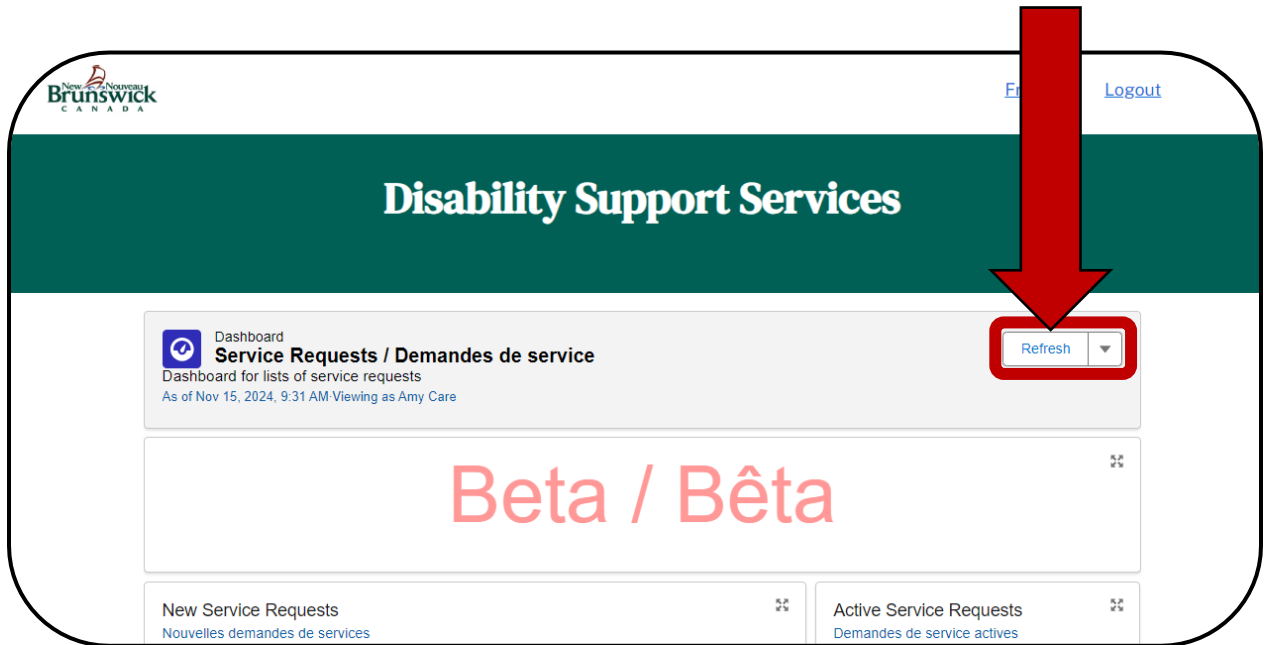 New Nouveau
Brunswick
CANADA
Logout
Disability Support Services
Dashboard
Service Requests / Demandes de service
Dashboard for lists of service requests
As of Nov 15, 2024, 9:31 AM·Viewing as Amy Care
Refresh
Beta / Bêta
New Service Requests
Nouvelles demandes de services
Active Service Requests
Demandes de service actives